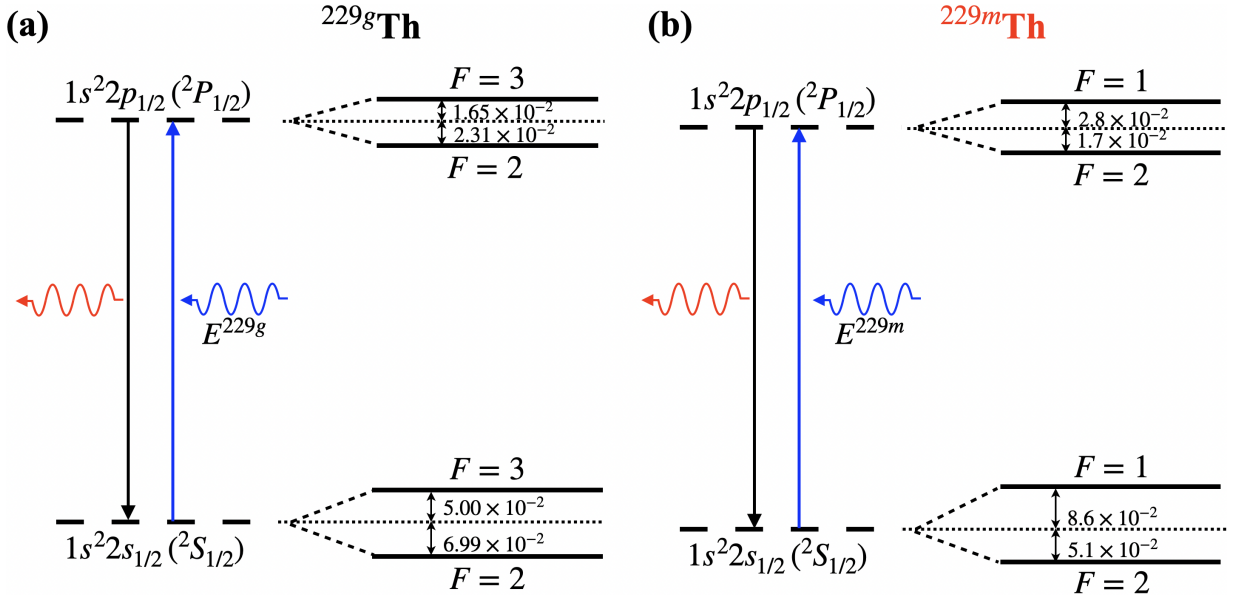 (a) ²²⁹ᵍTh
1s²2p₁/₂ (²P₁/₂)
F = 3
1.65 × 10⁻²
2.31 × 10⁻²
F = 2
E²²⁹ᵍ
F = 3
5.00 × 10⁻²
6.99 × 10⁻²
1s²2s₁/₂ (²S₁/₂)
F = 2
(b) ²²⁹ᵐTh
1s²2p₁/₂ (²P₁/₂)
F = 1
2.8 × 10⁻²
1.7 × 10⁻²
F = 2
E²²⁹ᵐ
F = 1
8.6 × 10⁻²
5.1 × 10⁻²
1s²2s₁/₂ (²S₁/₂)
F = 2